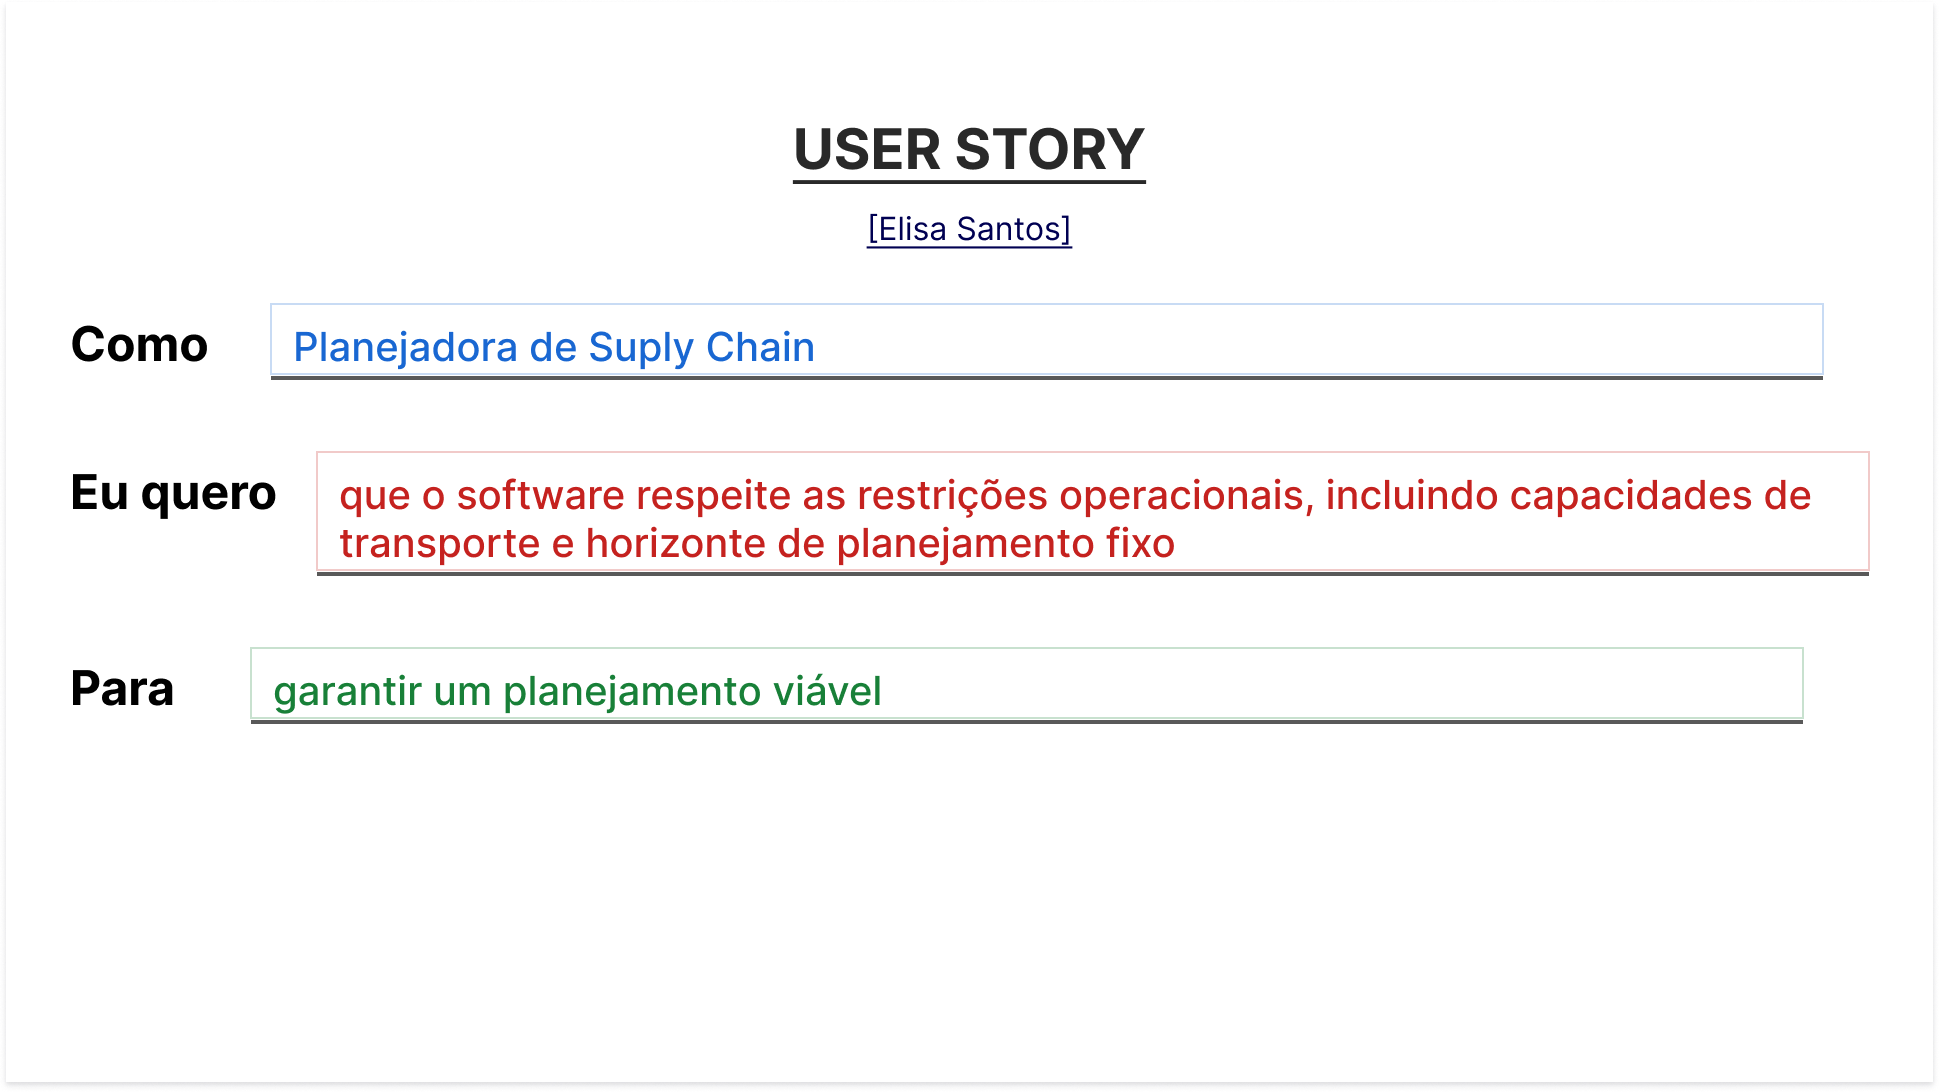 USER STORY
[Elisa Santos]
Como Planejadora de Suply Chain
Eu quero que o software respeite as restrições operacionais, incluindo capacidades de
transporte e horizonte de planejamento fixo
Para garantir um planejamento viável